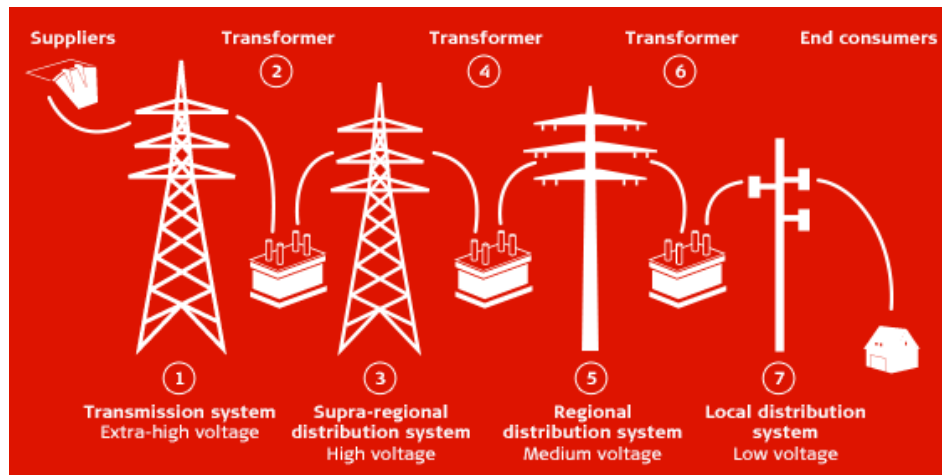 Suppliers
Transformer
Transformer
Transformer
End consumers
2
4
6
1
3
5
7
Transmission system
Extra-high voltage
Supra-regional
distribution system
High voltage
Regional
distribution system
Medium voltage
Local distribution
system
Low voltage